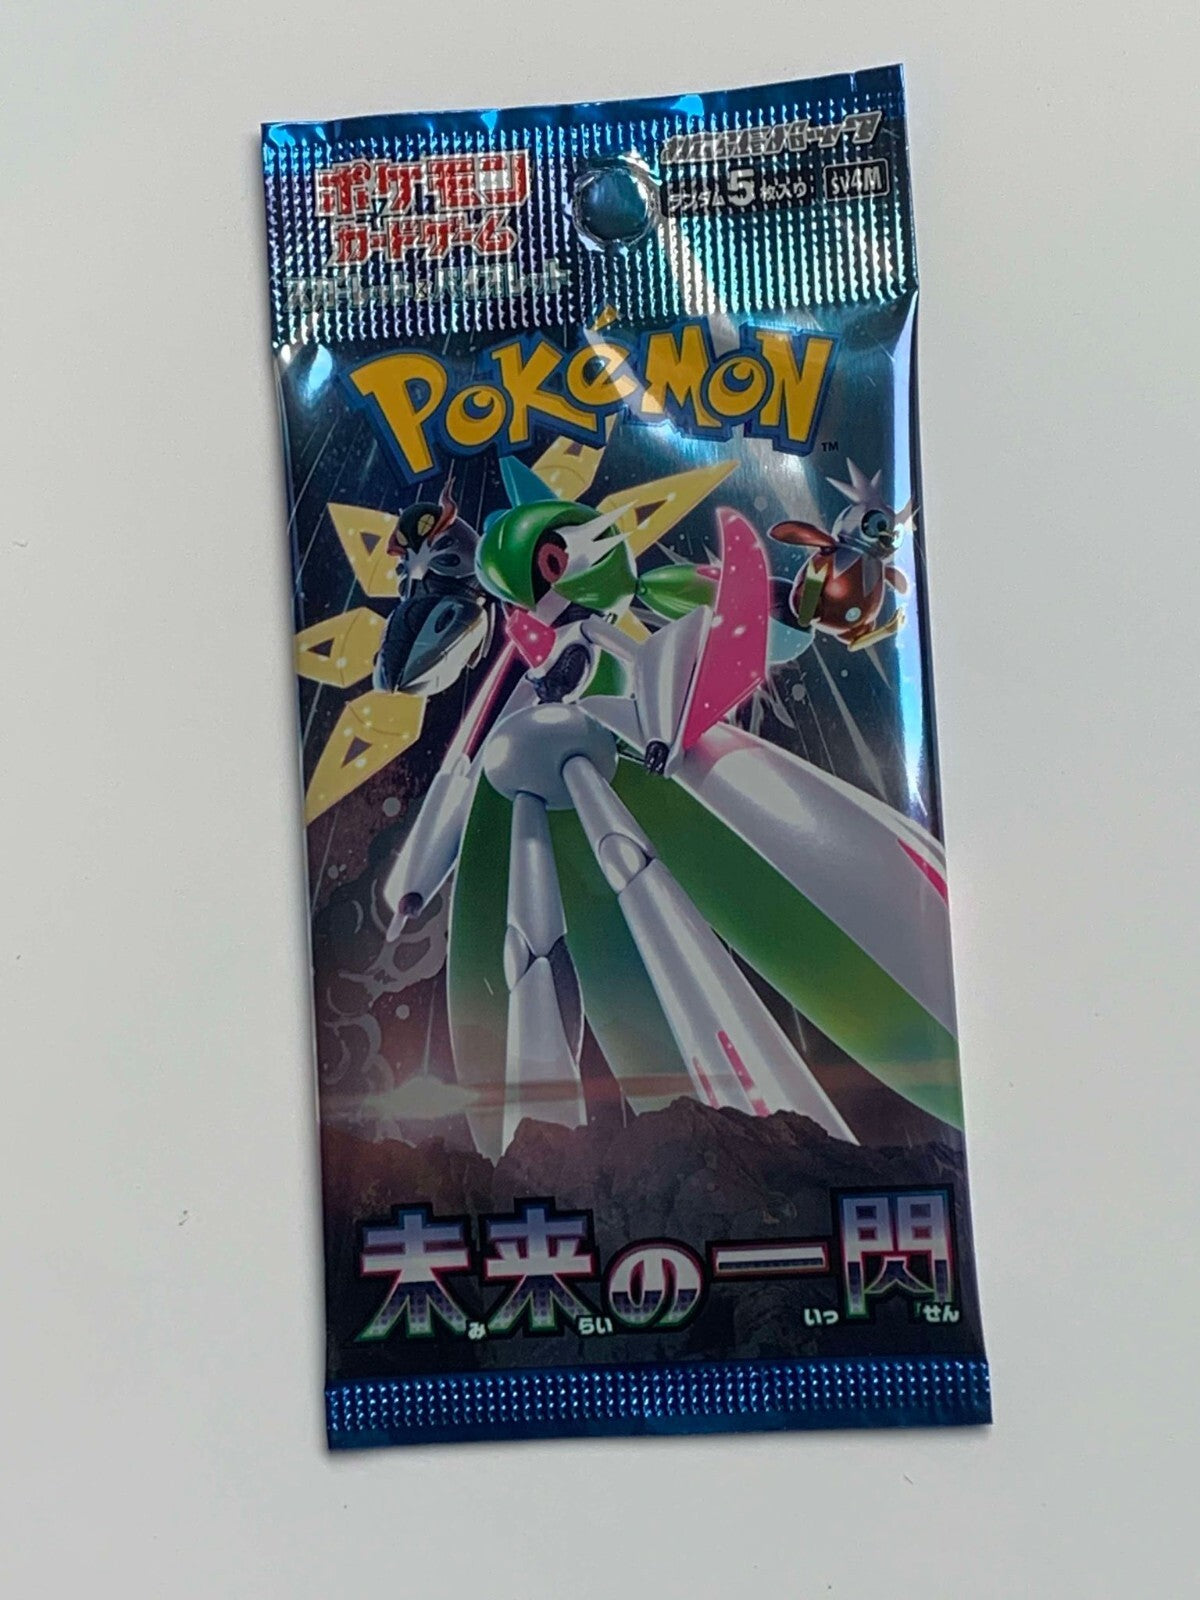 ポケモン
カードゲーム
スカーレット&バイオレット
拡張パック
ランダム5枚入り sv4M
POKéMON
TM
未来の一閃
み らい いっ せん